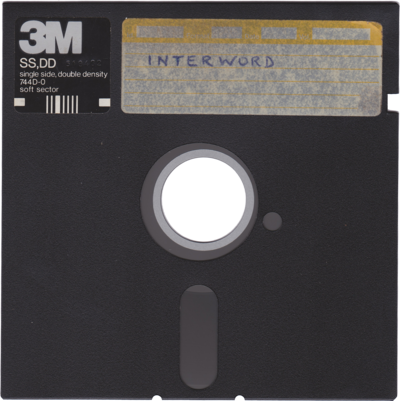 3M
SS,DD
single side, double density
744D-0
soft sector
INTERWORD